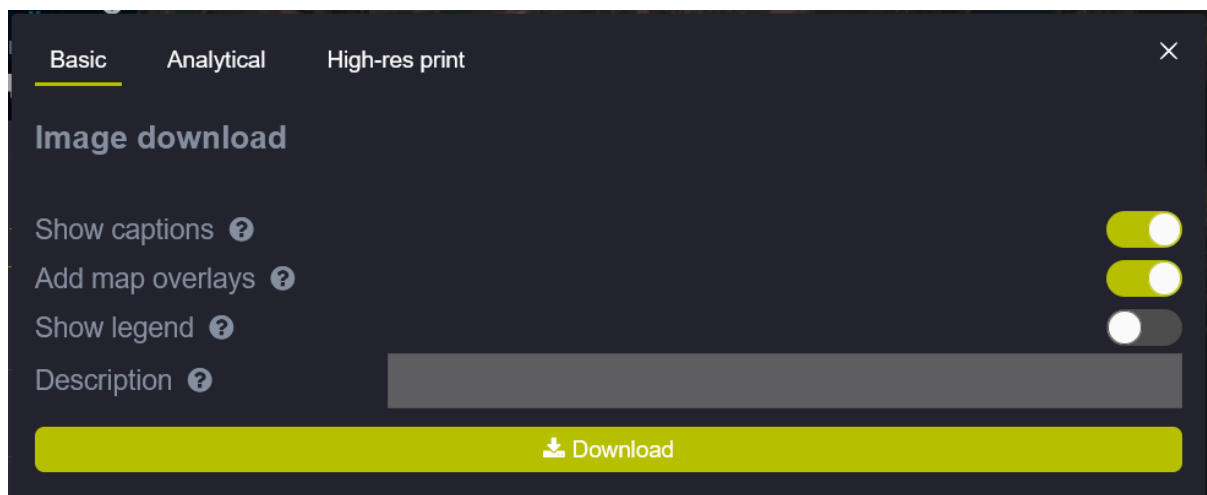 Basic Analytical High-res print
Image download
Show captions
Add map overlays
Show legend
Description
Download